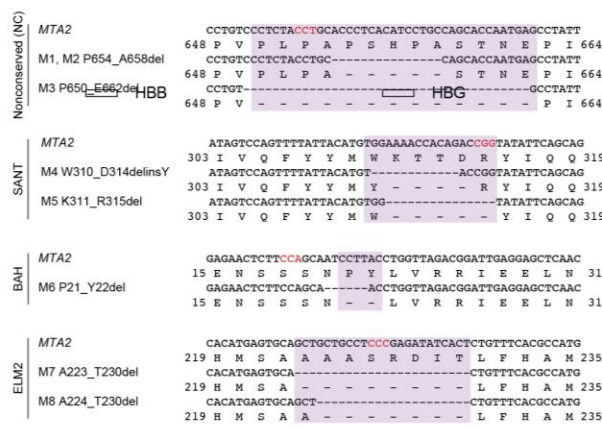 Nonconserved (NC)
MTA2 CCTGTCCCTCTACCTGCACCCTCACATCCTGCCAGCACCAATGAGCCTATT
648 P V P L P A P S H P A S T N E P I 664
M1, M2 P654_A658del CCTGTCCCTCTACCTGC---------------CAGCACCAATGAGCCTATT
648 P V P L P A - - - - - S T N E P I 664
M3 P650_E662del CCTGT---------------------------------------GCCTATT
HBB HBG
648 P V - - - - - - - - - - - - - P I 664
SANT
MTA2 ATAGTCCAGTTTTATTACATGTGGAAAACCACAGACCGGTATATTCAGCAG
303 I V Q F Y Y M W K T T D R Y I Q Q 319
M4 W310_D314delinsY ATAGTCCAGTTTTATTACATGT------------ACCGGTATATTCAGCAG
303 I V Q F Y Y M Y - - - - R Y I Q Q 319
M5 K311_R315del ATAGTCCAGTTTTATTACATGTGG---------------TATATTCAGCAG
303 I V Q F Y Y M W - - - - - Y I Q Q 319
BAH
MTA2 GAGAACTCTTCCAGCAATCCTTACCTGGTTAGACGGATTGAGGAGCTCAAC
15 E N S S S N P Y L V R R I E E L N 31
M6 P21_Y22del GAGAACTCTTCCAGCA------ACCTGGTTAGACGGATTGAGGAGCTCAAC
15 E N S S S N - - L V R R I E E L N 31
ELM2
MTA2 CACATGAGTGCAGCTGCTGCCTCCCGAGATATCACTCTGTTTCACGCCATG
219 H M S A A A A S R D I T L F H A M 235
M7 A223_T230del CACATGAGTGCA------------------------CTGTTTCACGCCATG
219 H M S A - - - - - - - - L F H A M 235
M8 A224_T230del CACATGAGTGCAGCT---------------------CTGTTTCACGCCATG
219 H M S A A - - - - - - - L F H A M 235